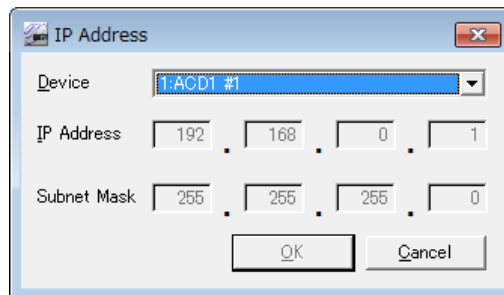 IP Address
Device 1:ACD1 #1
IP Address 192 . 168 . 0 . 1
Subnet Mask 255 . 255 . 255 . 0
OK Cancel